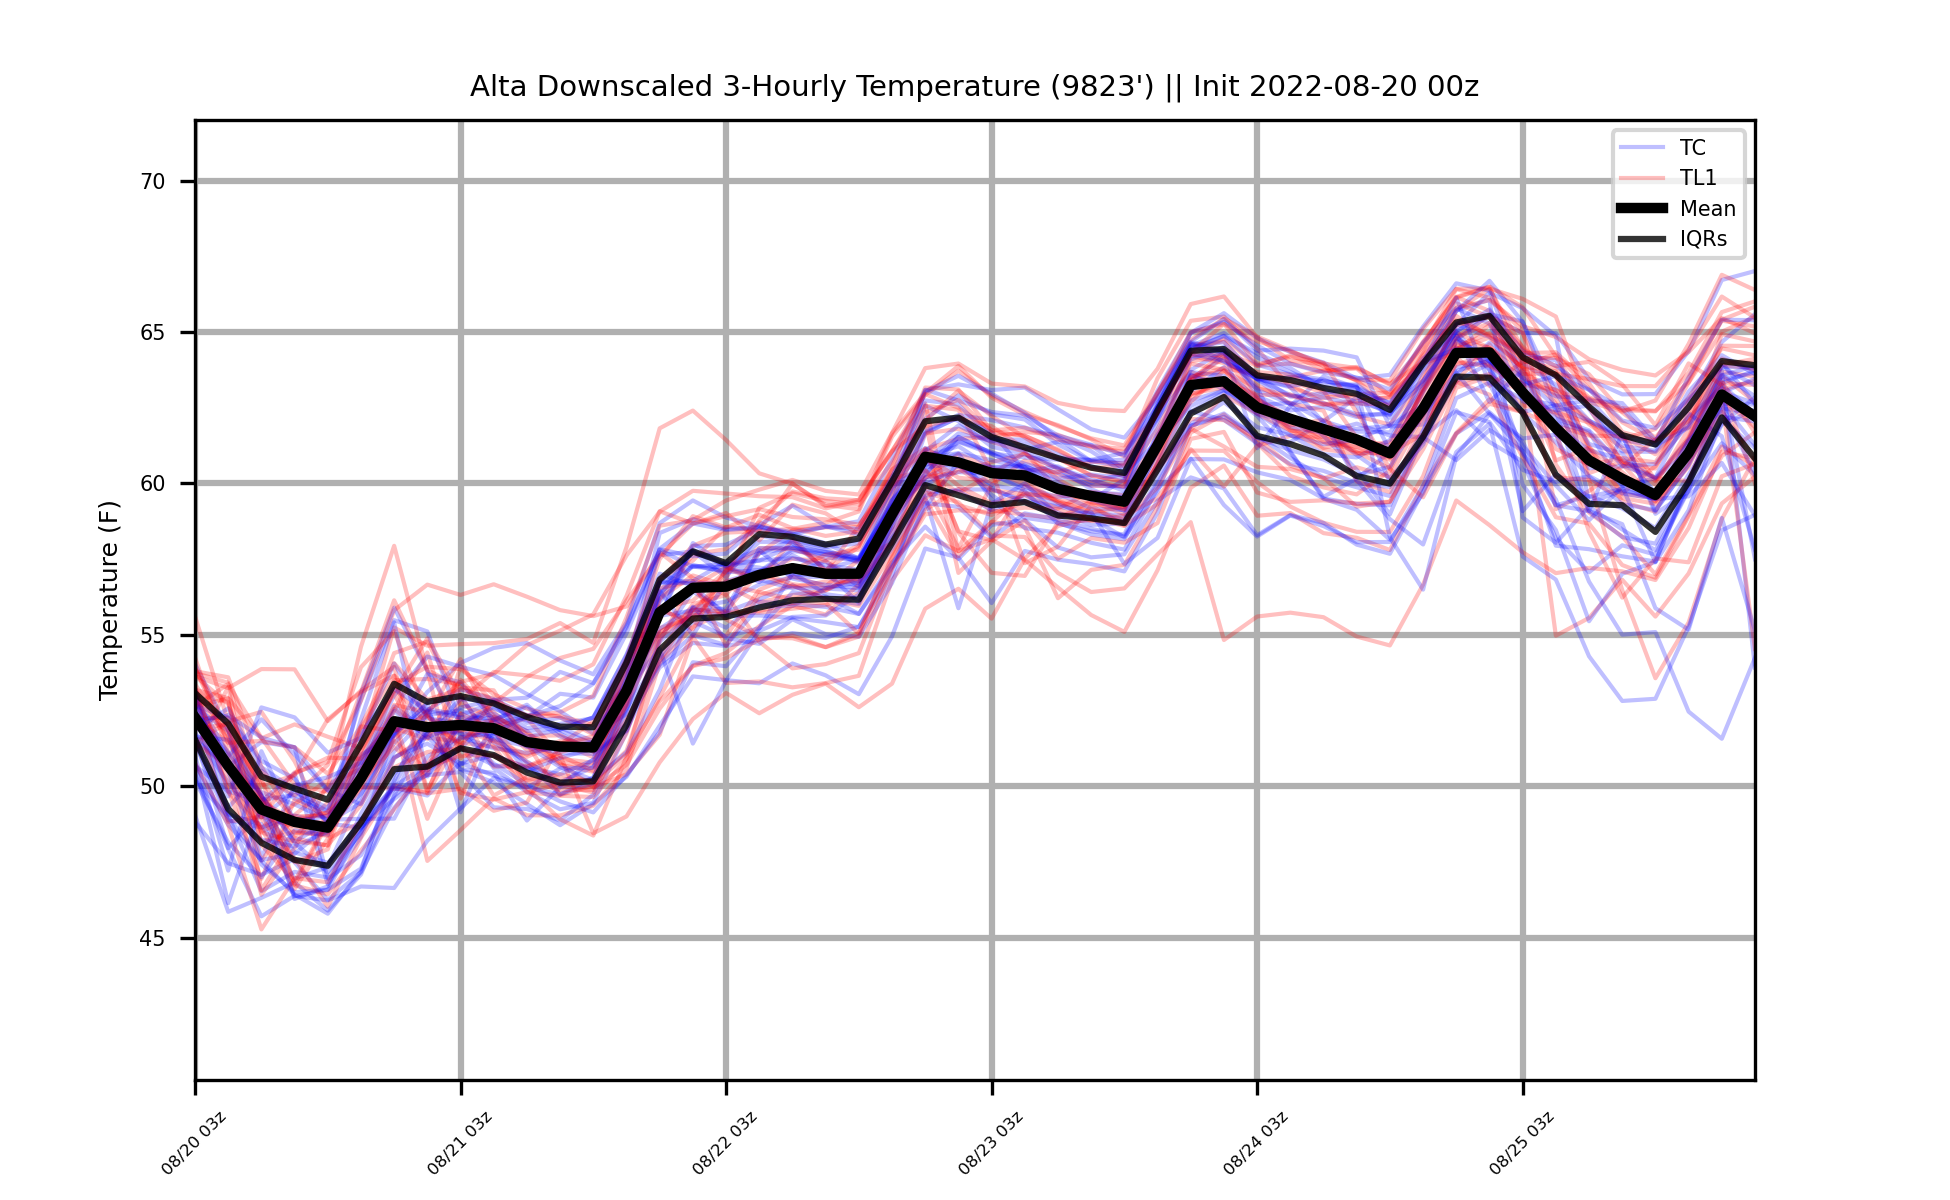 Alta Downscaled 3-Hourly Temperature (9823') || Init 2022-08-20 00z
TC
TL1
Mean
IQRs
Temperature (F)
70
65
60
55
50
45
08/20 03z
08/21 03z
08/22 03z
08/23 03z
08/24 03z
08/25 03z